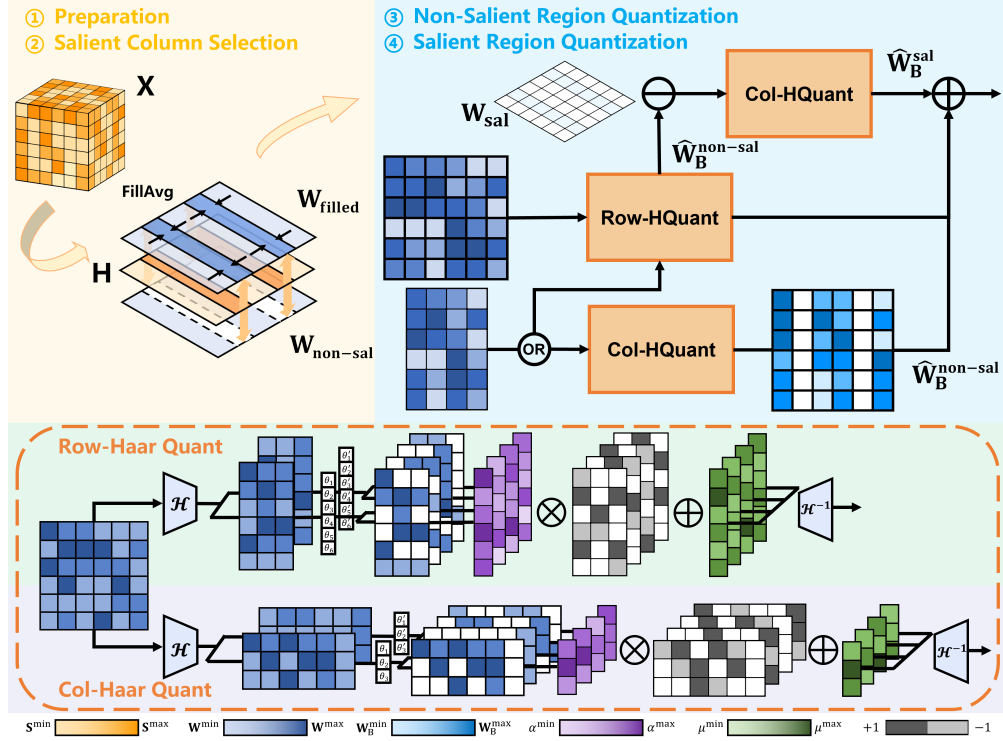 ① Preparation
② Salient Column Selection
③ Non-Salient Region Quantization
④ Salient Region Quantization
X
FillAvg
W_filled
H
W_non−sal
W_sal
Ŵ_B^non−sal
Col-HQuant
Ŵ_B^sal
Row-HQuant
OR
Col-HQuant
Ŵ_B^non−sal
Row-Haar Quant
ℋ
θ₁
θ₂
θ₃
θ₄
θ₅
θ₆
θ′₁
θ′₂
θ′₃
θ′₄
θ′₅
θ′₆
ℋ⁻¹
ℋ
θ₁
θ₂
θ₃
θ′₁
θ′₂
θ′₃
ℋ⁻¹
Col-Haar Quant
S^min S^max W^min W^max W_B^min W_B^max α^min α^max μ^min μ^max +1 −1